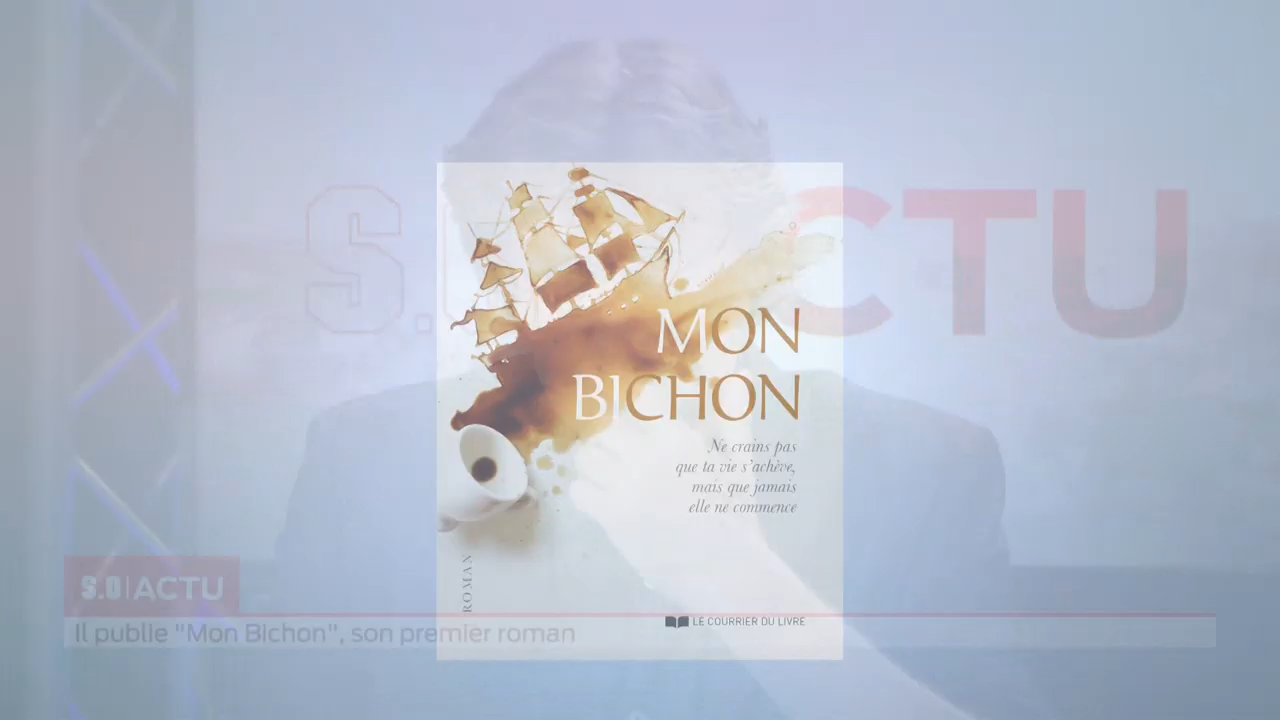 S. ACTU
MON
BICHON
Ne crains pas
que ta vie s'achève,
mais que jamais
elle ne commence
ROMAN
LE COURRIER DU LIVRE
S.O | ACTU
Il publie "Mon Bichon", son premier roman